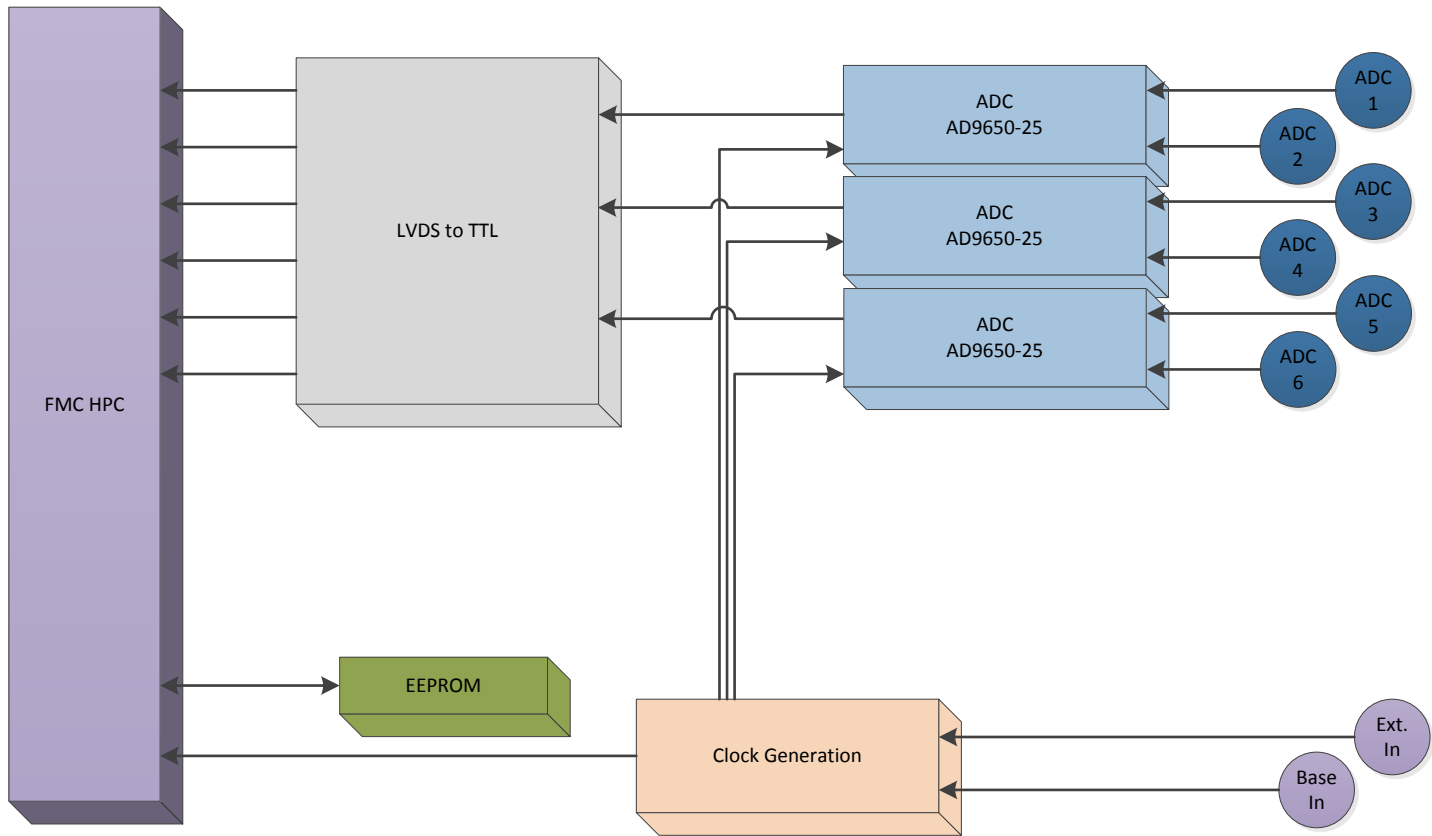 FMC HPC
LVDS to TTL
ADC
AD9650-25
ADC
AD9650-25
ADC
AD9650-25
ADC
1
ADC
2
ADC
3
ADC
4
ADC
5
ADC
6
EEPROM
Clock Generation
Ext.
In
Base
In